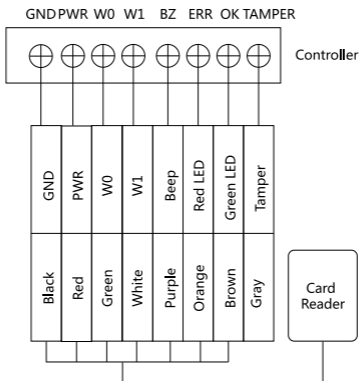 GND PWR W0 W1 BZ ERR OK TAMPER
Controller
GND
PWR
W0
W1
Beep
Red LED
Green LED
Tamper
Black
Red
Green
White
Purple
Orange
Brown
Gray
Card
Reader